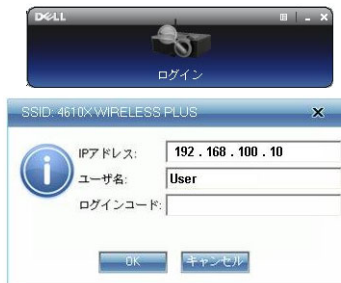 DELL
ログイン
SSID: 4610X WIRELESS PLUS
IPアドレス: 192 . 168 . 100 . 10
ユーザ名: User
ログインコード:
OK キャンセル